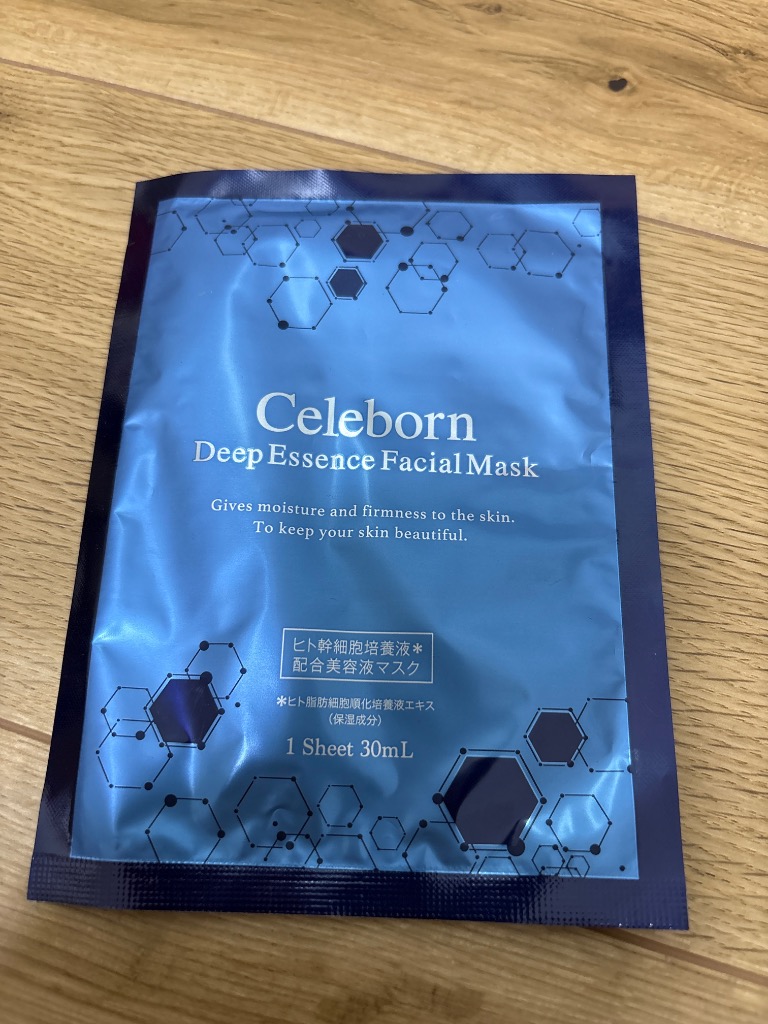 Celeborn
Deep Essence Facial Mask
Gives moisture and firmness to the skin.
To keep your skin beautiful.
ヒト幹細胞培養液*
配合美容液マスク
*ヒト脂肪細胞順化培養液エキス
(保湿成分)
1 Sheet 30mL